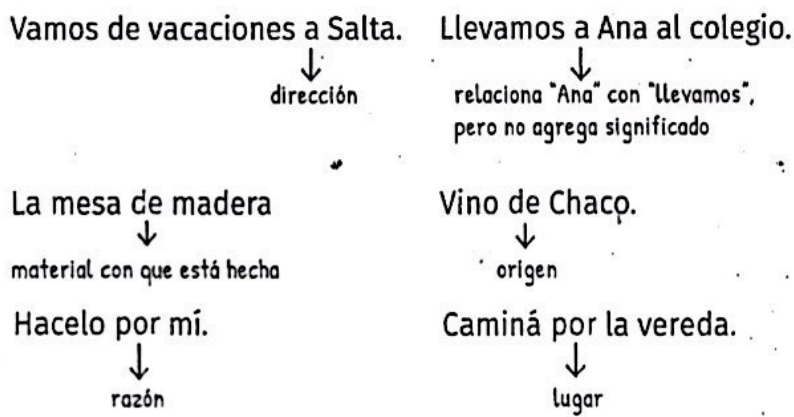 Vamos de vacaciones a Salta.
dirección
Llevamos a Ana al colegio.
relaciona "Ana" con "llevamos",
pero no agrega significado
La mesa de madera
material con que está hecha
Vino de Chaco.
origen
Hacelo por mí.
razón
Caminá por la vereda.
lugar